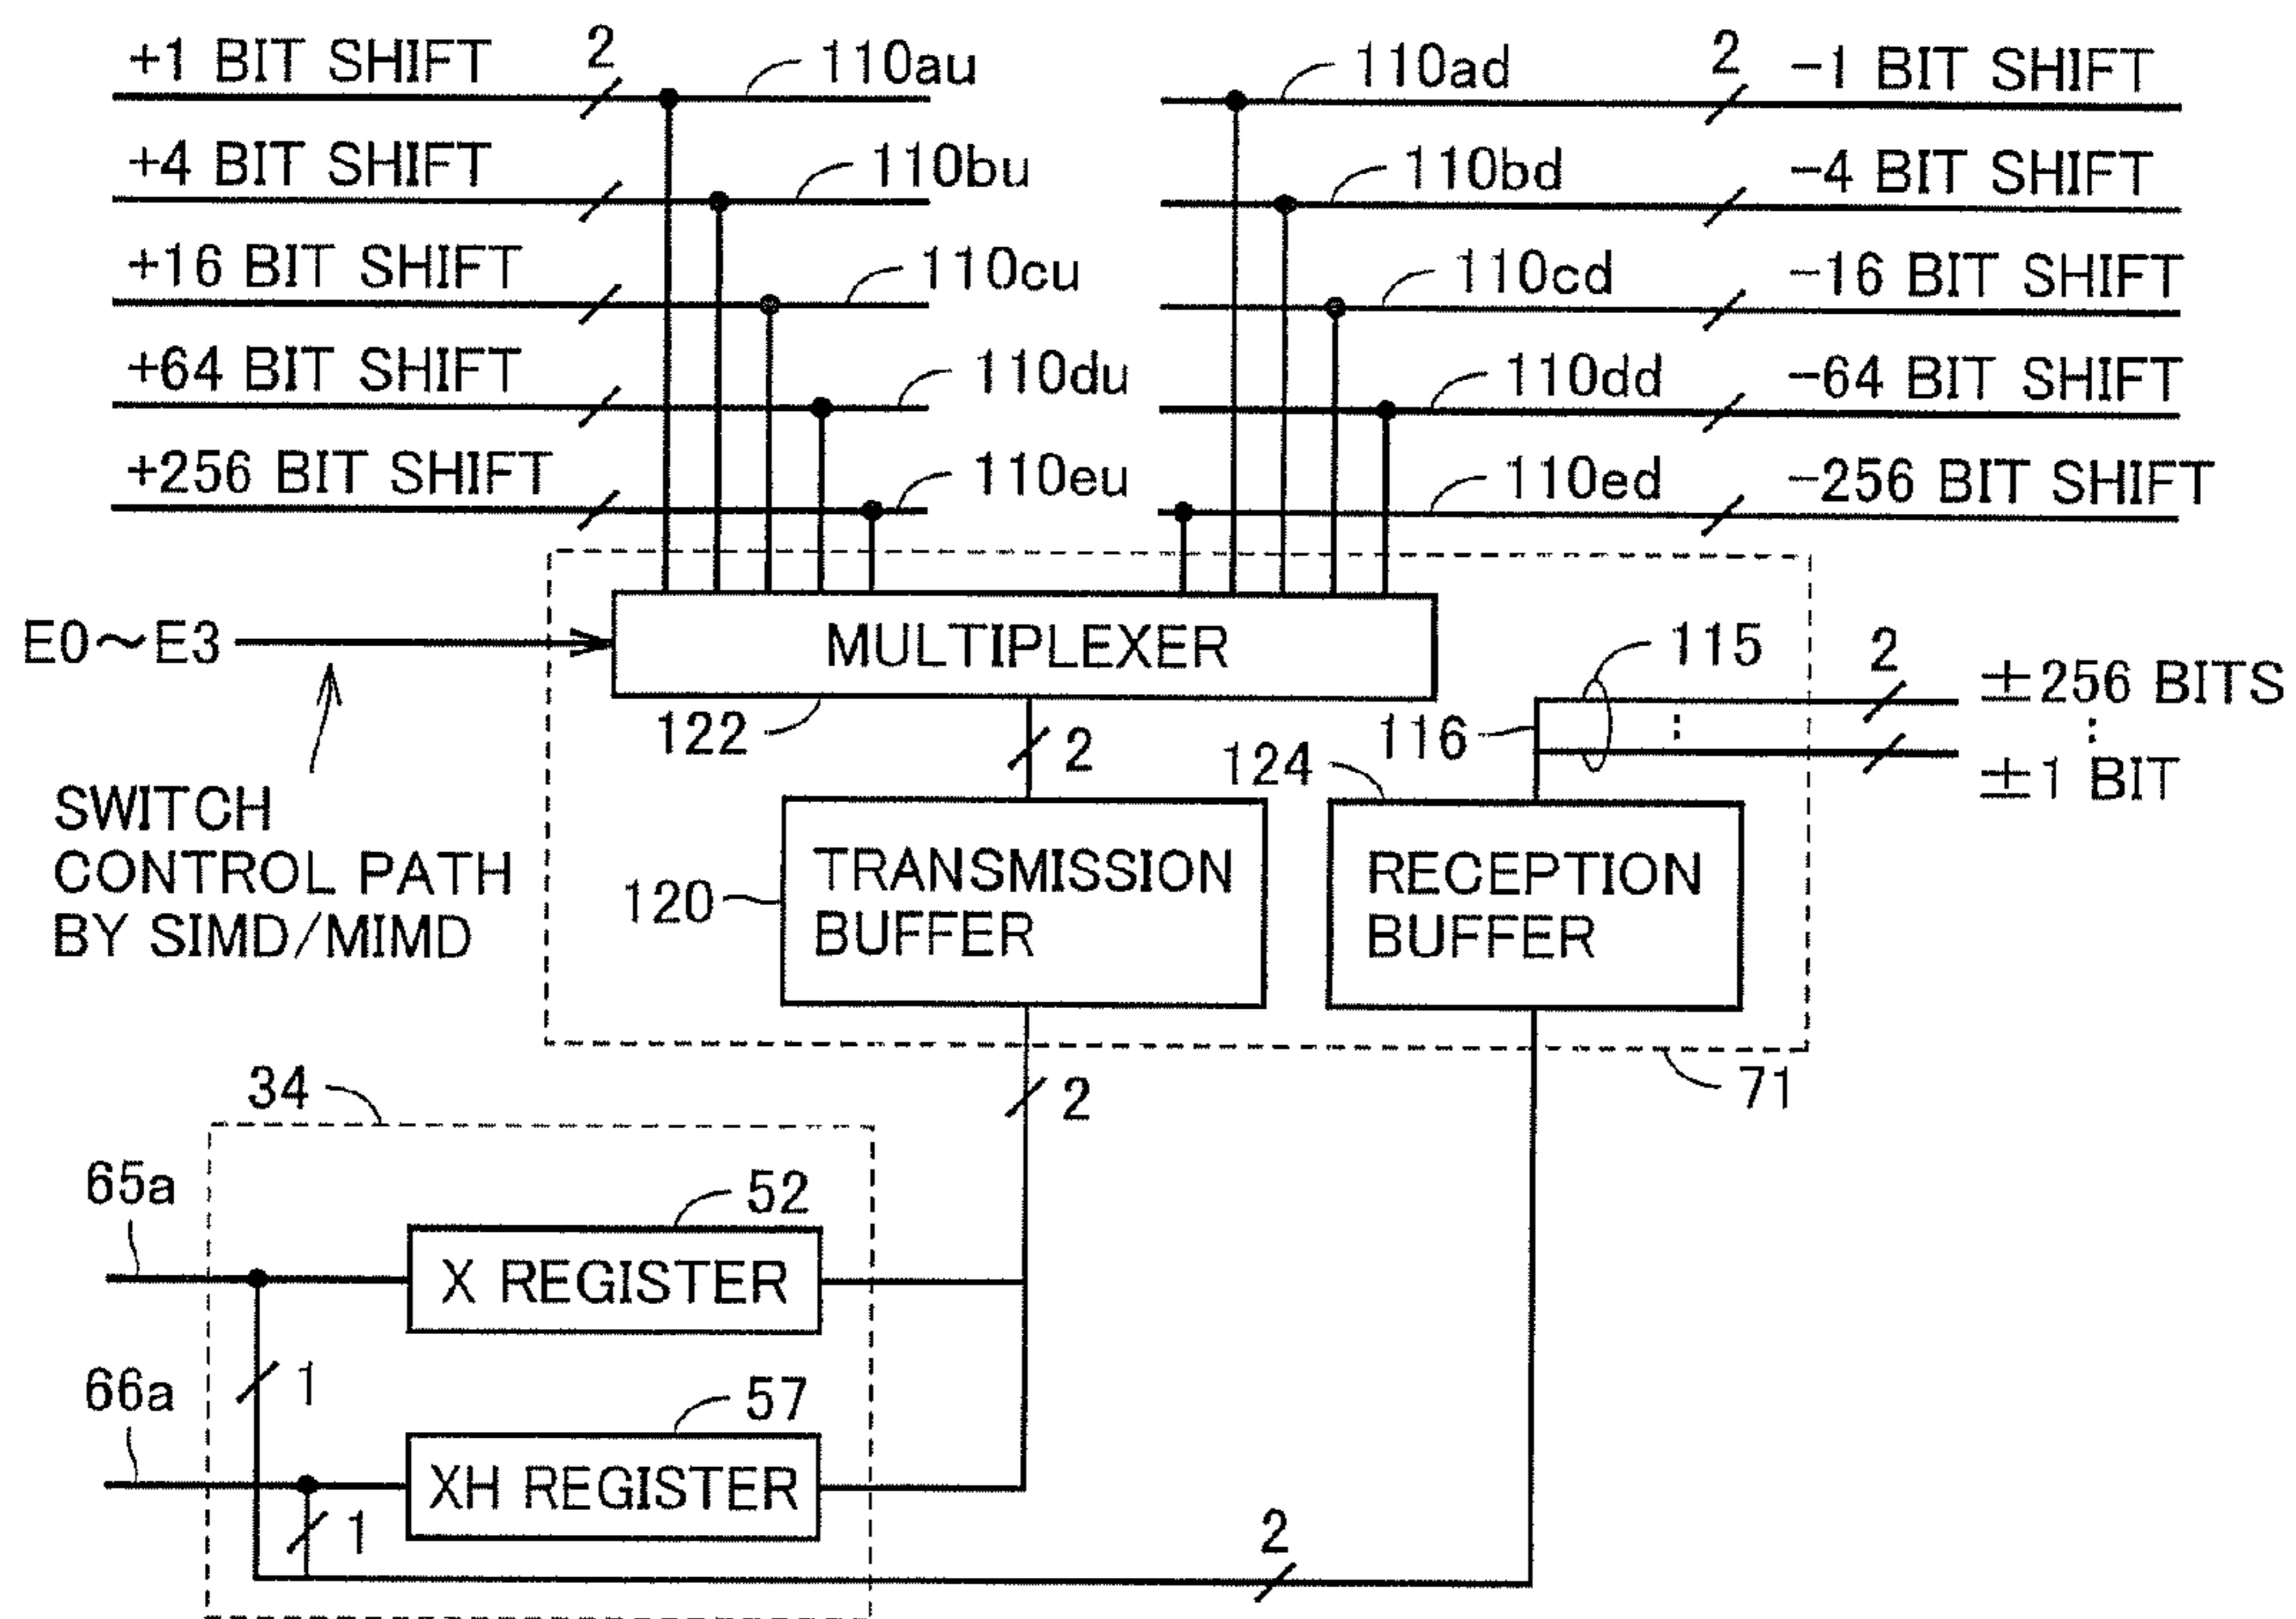 +1 BIT SHIFT 2 110au 110ad 2 −1 BIT SHIFT
+4 BIT SHIFT 110bu 110bd −4 BIT SHIFT
+16 BIT SHIFT 110cu 110cd −16 BIT SHIFT
+64 BIT SHIFT 110du 110dd −64 BIT SHIFT
+256 BIT SHIFT 110eu 110ed −256 BIT SHIFT
E0～E3 MULTIPLEXER 115 2 ±256 BITS
122 2 116
124 ±1 BIT
SWITCH
CONTROL PATH
BY SIMD/MIMD
120 TRANSMISSION
BUFFER
RECEPTION
BUFFER
34 2 71
65a 52
X REGISTER
66a 1 57
XH REGISTER
1 2